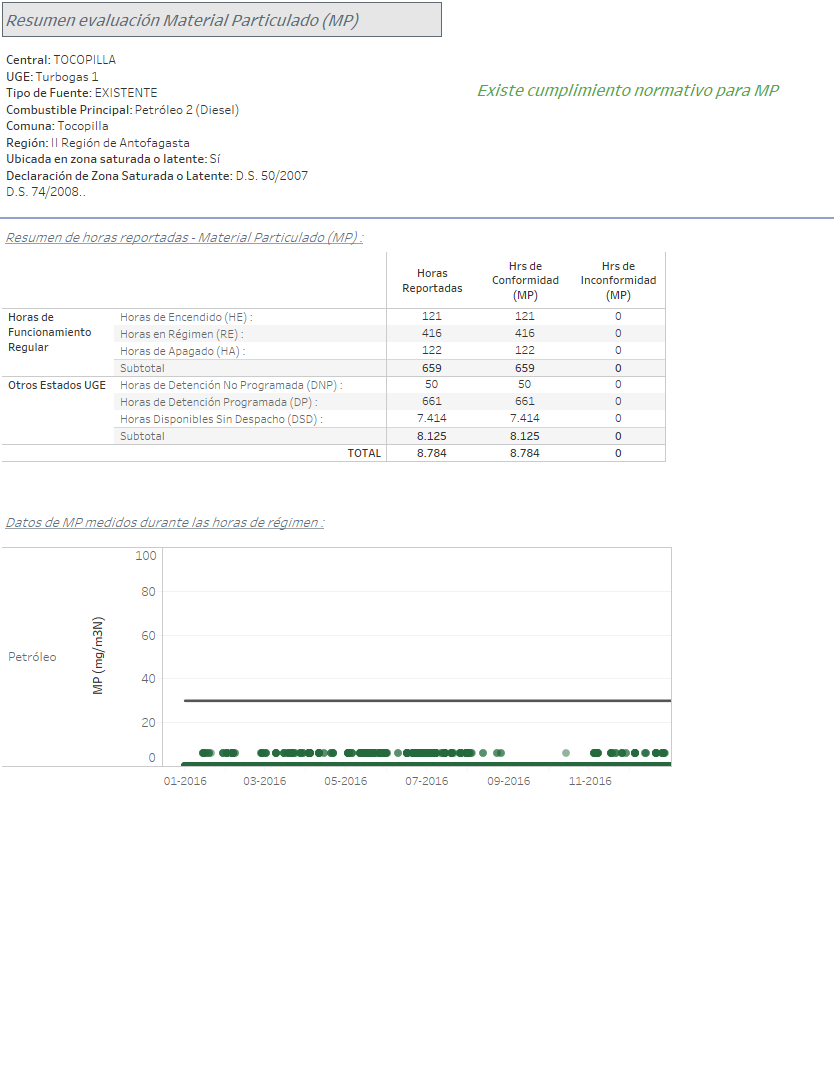 Resumen evaluación Material Particulado (MP)
Central: TOCOPILLA
UGE: Turbogas 1
Tipo de Fuente: EXISTENTE
Combustible Principal: Petróleo 2 (Diesel)
Comuna: Tocopilla
Región: II Región de Antofagasta
Ubicada en zona saturada o latente: Sí
Declaración de Zona Saturada o Latente: D.S. 50/2007
D.S. 74/2008..
Existe cumplimiento normativo para MP
Resumen de horas reportadas - Material Particulado (MP) :
Horas Reportadas Hrs de Conformidad (MP) Hrs de Inconformidad (MP)
Horas de Funcionamiento Regular
Horas de Encendido (HE) : 121 121 0
Horas en Régimen (RE) : 416 416 0
Horas de Apagado (HA) : 122 122 0
Subtotal 659 659 0
Otros Estados UGE
Horas de Detención No Programada (DNP) : 50 50 0
Horas de Detención Programada (DP) : 661 661 0
Horas Disponibles Sin Despacho (DSD) : 7.414 7.414 0
Subtotal 8.125 8.125 0
TOTAL 8.784 8.784 0
Datos de MP medidos durante las horas de régimen :
Petróleo
MP (mg/m3N)
100
80
60
40
20
0
01-2016 03-2016 05-2016 07-2016 09-2016 11-2016